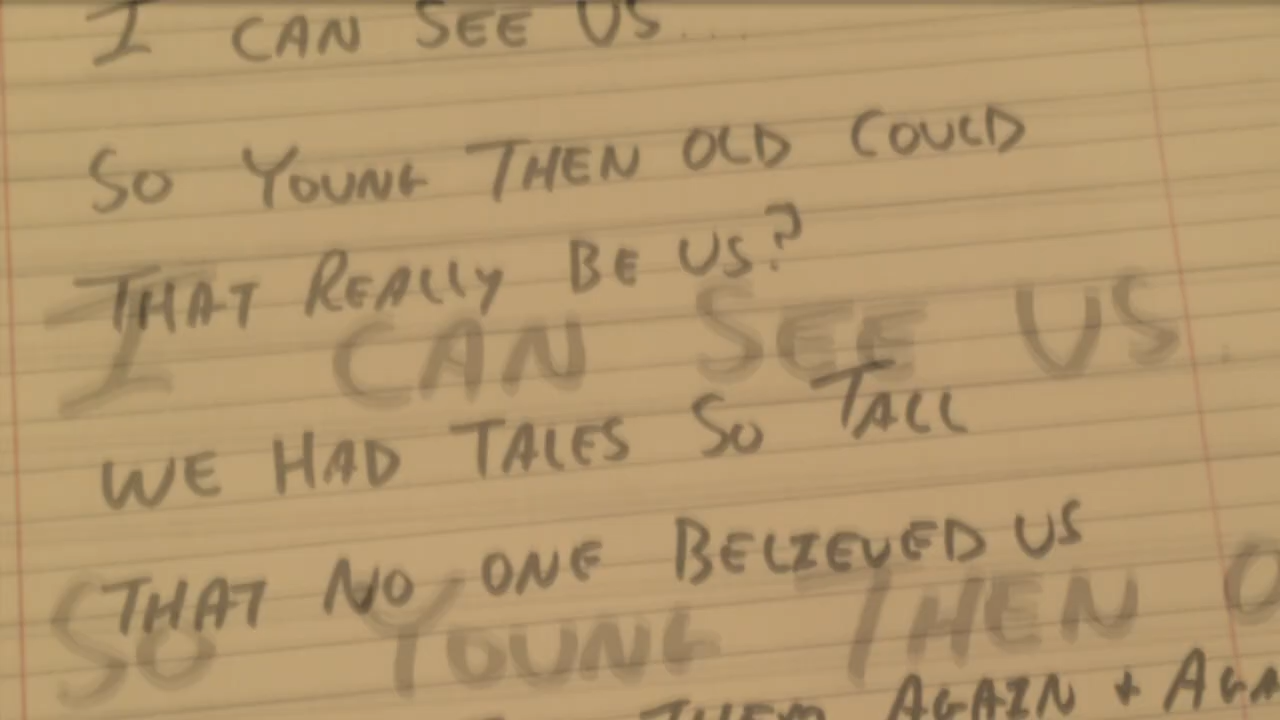 I CAN SEE US...
SO YOUNG THEN OLD COULD
THAT REALLY BE US?
I CAN SEE US.
WE HAD TALES SO TALL
THAT NO ONE BELIEVED US
SO YOUNG THEN
THEM AGAIN +